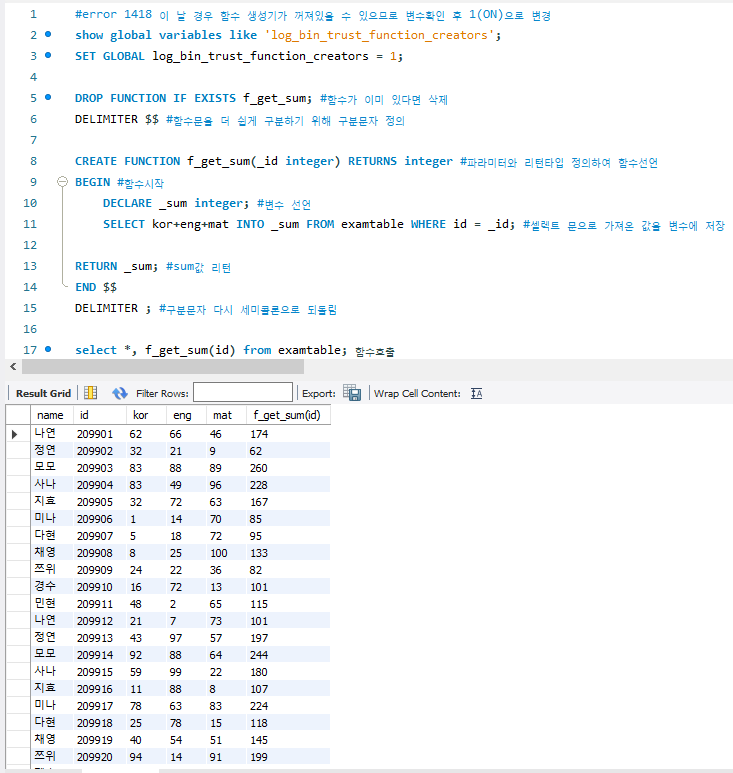 1 #error 1418 이 날 경우 함수 생성기가 꺼져있을 수 있으므로 변수확인 후 1(ON)으로 변경
2 show global variables like 'log_bin_trust_function_creators';
3 SET GLOBAL log_bin_trust_function_creators = 1;
4
5 DROP FUNCTION IF EXISTS f_get_sum; #함수가 이미 있다면 삭제
6 DELIMITER $$ #함수문을 더 쉽게 구분하기 위해 구분문자 정의
7
8 CREATE FUNCTION f_get_sum(_id integer) RETURNS integer #파라미터와 리턴타입 정의하여 함수선언
9 BEGIN #함수시작
10 DECLARE _sum integer; #변수 선언
11 SELECT kor+eng+mat INTO _sum FROM examtable WHERE id = _id; #셀렉트 문으로 가져온 값을 변수에 저장
12
13 RETURN _sum; #sum값 리턴
14 END $$
15 DELIMITER ; #구분문자 다시 세미콜론으로 되돌림
16
17 select *, f_get_sum(id) from examtable; 함수호출
Result Grid Filter Rows: Export: Wrap Cell Content: IA
name id kor eng mat f_get_sum(id)
나연 209901 62 66 46 174
정연 209902 32 21 9 62
모모 209903 83 88 89 260
사나 209904 83 49 96 228
지효 209905 32 72 63 167
미나 209906 1 14 70 85
다현 209907 5 18 72 95
채영 209908 8 25 100 133
쯔위 209909 24 22 36 82
경수 209910 16 72 13 101
민현 209911 48 2 65 115
나연 209912 21 7 73 101
정연 209913 43 97 57 197
모모 209914 92 88 64 244
사나 209915 59 99 22 180
지효 209916 11 88 8 107
미나 209917 78 63 83 224
다현 209918 25 78 15 118
채영 209919 40 54 51 145
쯔위 209920 94 14 91 199